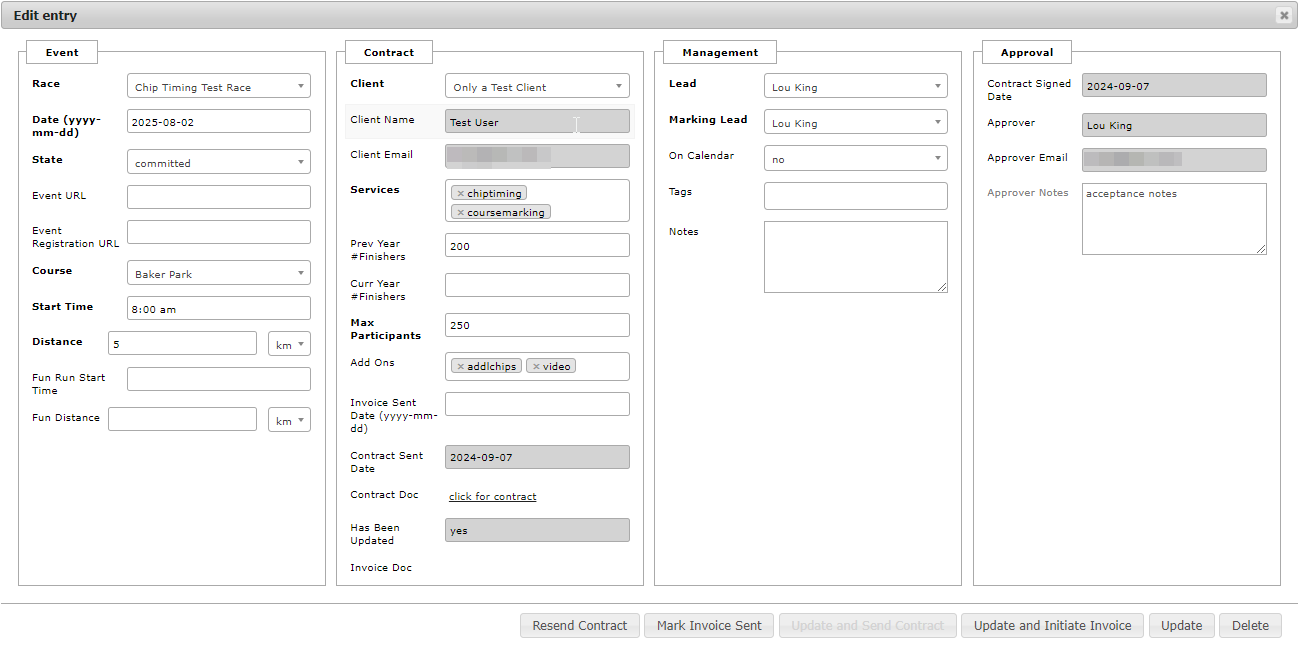 Edit entry
Event
Race
Chip Timing Test Race
Date (yyyy-
mm-dd)
2025-08-02
State
committed
Event URL
Event
Registration URL
Course
Baker Park
Start Time
8:00 am
Distance
5
km
Fun Run Start
Time
Fun Distance
km
Contract
Client
Only a Test Client
Client Name
Test User
Client Email
Services
× chiptiming
× coursemarking
Prev Year
#Finishers
200
Curr Year
#Finishers
Max
Participants
250
Add Ons
× addlchips × video
Invoice Sent
Date (yyyy-mm-
dd)
Contract Sent
Date
2024-09-07
Contract Doc
click for contract
Has Been
Updated
yes
Invoice Doc
Management
Lead
Lou King
Marking Lead
Lou King
On Calendar
no
Tags
Notes
Approval
Contract Signed
Date
2024-09-07
Approver
Lou King
Approver Email
Approver Notes
acceptance notes
Resend Contract
Mark Invoice Sent
Update and Send Contract
Update and Initiate Invoice
Update
Delete